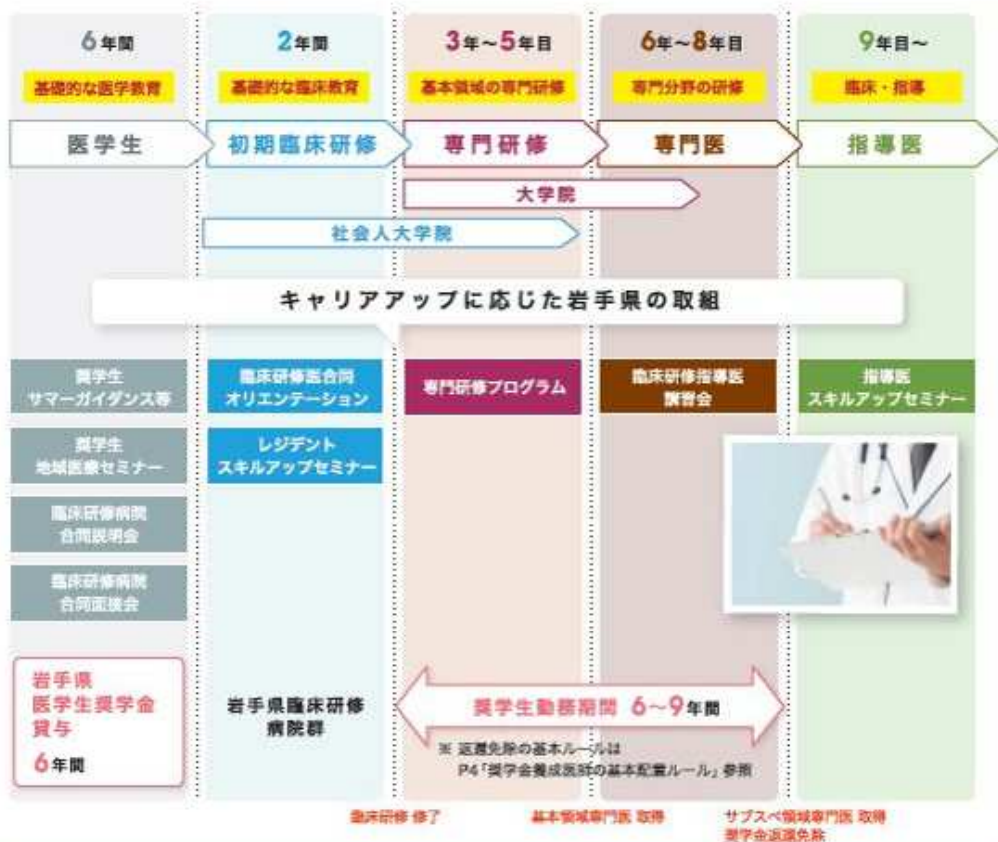 6年間
2年間
3年～5年目
6年～8年目
9年目～
基礎的な医学教育
基礎的な臨床教育
基本領域の専門研修
専門分野の研修
臨床・指導
医学生
初期臨床研修
専門研修
専門医
指導医
大学院
社会人大学院
キャリアアップに応じた岩手県の取組
奨学生
サマーガイダンス等
臨床研修医合同
オリエンテーション
専門研修プログラム
臨床研修指導医
講習会
指導医
スキルアップセミナー
奨学生
地域医療セミナー
レジデント
スキルアップセミナー
臨床研修病院
合同説明会
臨床研修病院
合同面接会
岩手県
医学生奨学金
貸与
6年間
岩手県臨床研修
病院群
奨学生勤務期間 6～9年間
※ 返還免除の基本ルールは
P4「奨学金養成医師の基本配置ルール」参照
臨床研修 修了
基本領域専門医 取得
サブスペ領域専門医 取得
奨学金返還免除